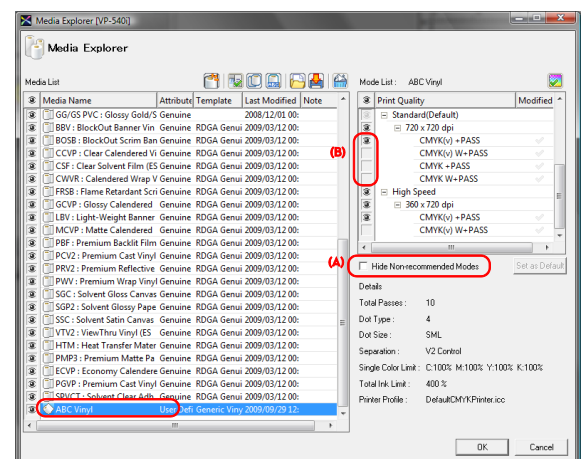 Media Explorer [VP-540i]
Media Explorer
Media List
Mode List : ABC Vinyl
Media Name Attribute Template Last Modified Note
GG/GS PVC : Glossy Gold/S Genuine 2008/12/01 00:
BBV : BlockOut Banner Vin Genuine RDGA Genui 2009/03/12 00:
BOSB : BlockOut Scrim Ban Genuine RDGA Genui 2009/03/12 00:
CCVP : Clear Calendered Vi Genuine RDGA Genui 2009/03/12 00:
CSF : Clear Solvent Film (ES Genuine RDGA Genui 2009/03/12 00:
CWVR : Calendered Wrap V Genuine RDGA Genui 2009/03/12 00:
FRSB : Flame Retardant Scri Genuine RDGA Genui 2009/03/12 00:
GCVP : Glossy Calendered Genuine RDGA Genui 2009/03/12 00:
LBV : Light-Weight Banner Genuine RDGA Genui 2009/03/12 00:
MCVP : Matte Calendered Genuine RDGA Genui 2009/03/12 00:
PBF : Premium Backlit Film Genuine RDGA Genui 2009/03/12 00:
PCV2 : Premium Cast Vinyl Genuine RDGA Genui 2009/03/12 00:
PRV2 : Premium Reflective Genuine RDGA Genui 2009/03/12 00:
PWV : Premium Wrap Vinyl Genuine RDGA Genui 2009/03/12 00:
SGC : Solvent Gloss Canvas Genuine RDGA Genui 2009/03/12 00:
SGP2 : Solvent Glossy Pape Genuine RDGA Genui 2009/03/12 00:
SSC : Solvent Satin Canvas Genuine RDGA Genui 2009/03/12 00:
VTV2 : ViewThru Vinyl (ES Genuine RDGA Genui 2009/03/12 00:
HTM : Heat Transfer Mater Genuine RDGA Genui 2009/03/12 00:
PMP3 : Premium Matte Pa Genuine RDGA Genui 2009/03/12 00:
ECVP : Economy Calendere Genuine RDGA Genui 2009/03/12 00:
PGVP : Premium Cast Vinyl Genuine RDGA Genui 2009/03/12 00:
SPVCT : Solvent Clear Adh Genuine RDGA Genui 2009/03/12 00:
ABC Vinyl User Defi Generic Viny 2009/09/29 12:
Print Quality Modified
Standard(Default)
720 x 720 dpi
CMYK(v) +PASS
(B) CMYK(v) W+PASS
CMYK +PASS
CMYK W+PASS
High Speed
360 x 720 dpi
CMYK(v) +PASS
CMYK(v) W+PASS
(A) Hide Non-recommended Modes Set as Default
Details
Total Passes : 10
Dot Type : 4
Dot Size : SML
Separation : V2 Control
Single Color Limit : C:100% M:100% Y:100% K:100%
Total Ink Limit : 400 %
Printer Profile : DefaultCMYKPrinter.icc
OK Cancel